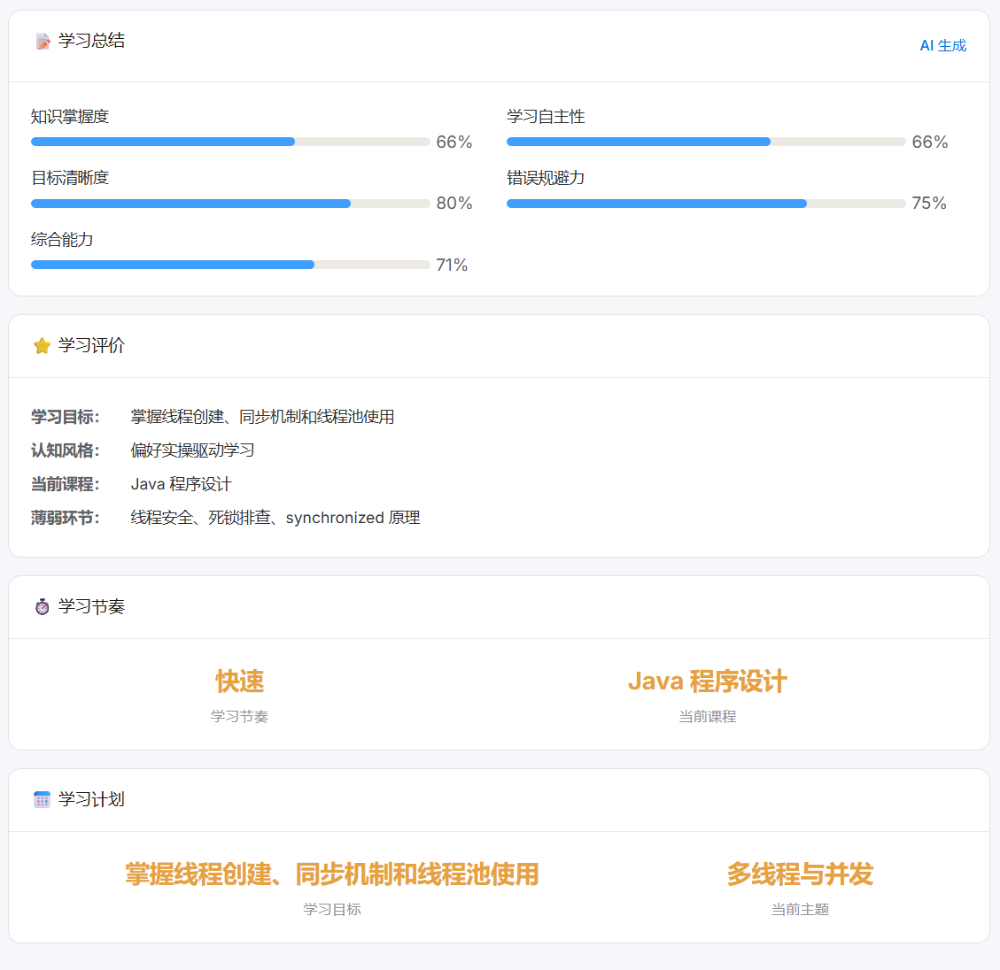 学习总结
AI 生成
知识掌握度
66%
学习自主性
66%
目标清晰度
80%
错误规避力
75%
综合能力
71%
学习评价
学习目标： 掌握线程创建、同步机制和线程池使用
认知风格： 偏好实操驱动学习
当前课程： Java 程序设计
薄弱环节： 线程安全、死锁排查、synchronized 原理
学习节奏
快速
学习节奏
Java 程序设计
当前课程
学习计划
掌握线程创建、同步机制和线程池使用
学习目标
多线程与并发
当前主题